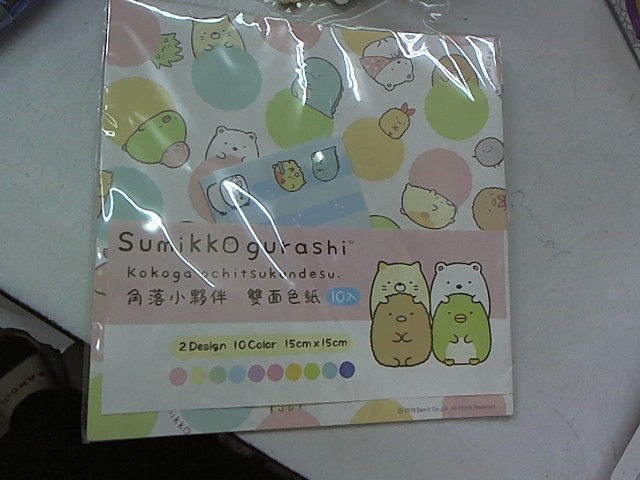 Sumikkogurashi™
Kokoga ochitsukundesu.
角落小夥伴 雙面色紙 10入
2 Design 10 Color 15cm x 15cm